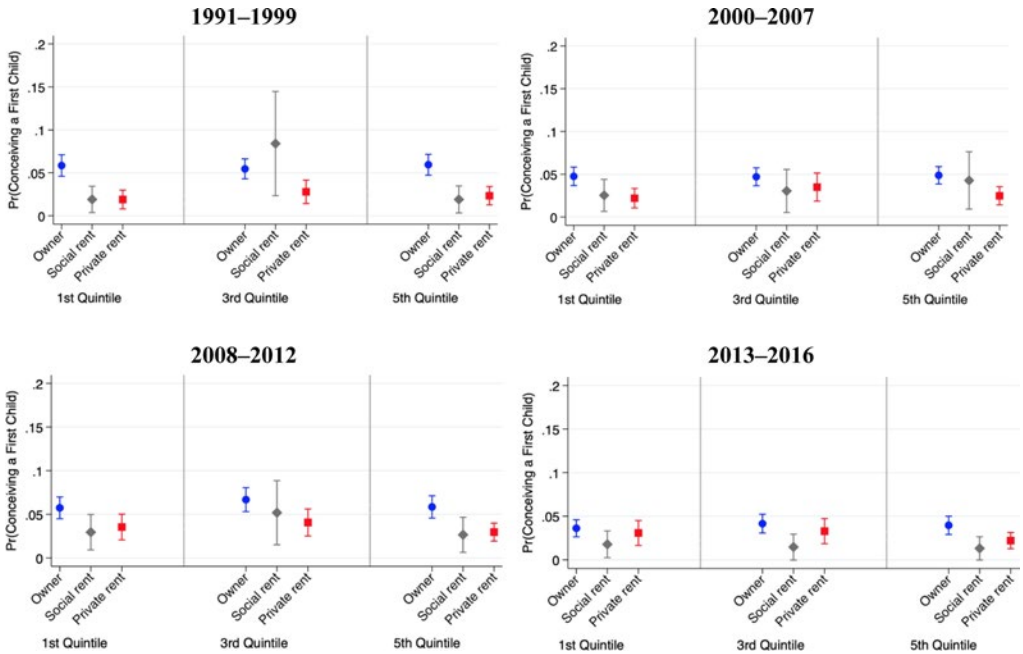 1991–1999
Pr(Conceiving a First Child)
.2
.15
.1
.05
0
Owner
Social rent
Private rent
Owner
Social rent
Private rent
Owner
Social rent
Private rent
1st Quintile
3rd Quintile
5th Quintile
2000–2007
Pr(Conceiving a First Child)
.2
.15
.1
.05
0
Owner
Social rent
Private rent
Owner
Social rent
Private rent
Owner
Social rent
Private rent
1st Quintile
3rd Quintile
5th Quintile
2008–2012
Pr(Conceiving a First Child)
.2
.15
.1
.05
0
Owner
Social rent
Private rent
Owner
Social rent
Private rent
Owner
Social rent
Private rent
1st Quintile
3rd Quintile
5th Quintile
2013–2016
Pr(Conceiving a First Child)
.2
.15
.1
.05
0
Owner
Social rent
Private rent
Owner
Social rent
Private rent
Owner
Social rent
Private rent
1st Quintile
3rd Quintile
5th Quintile